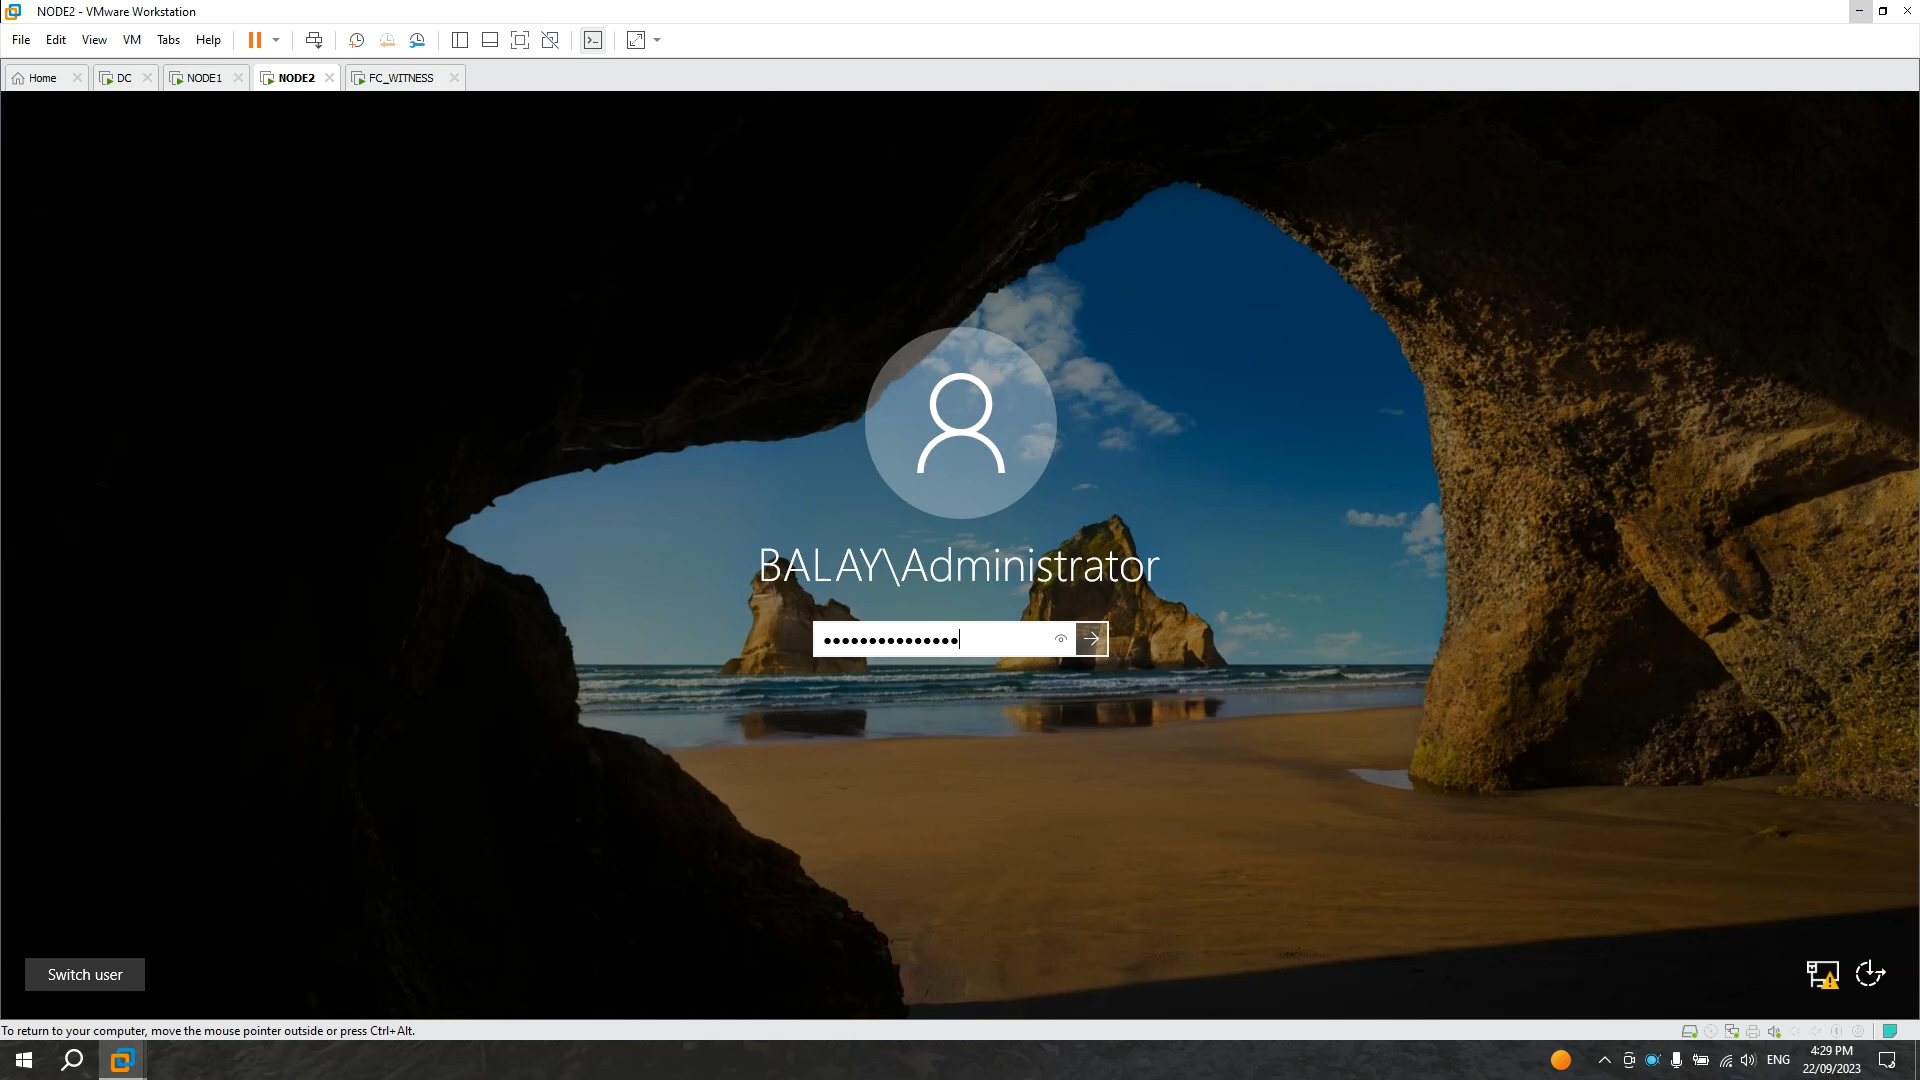 NODE2 - VMware Workstation
File Edit View VM Tabs Help
Home DC NODE1 NODE2 FC_WITNESS
BALAY\Administrator
●●●●●●●●●●●●●●●
Switch user
To return to your computer, move the mouse pointer outside or press Ctrl+Alt.
ENG
4:29 PM
22/09/2023